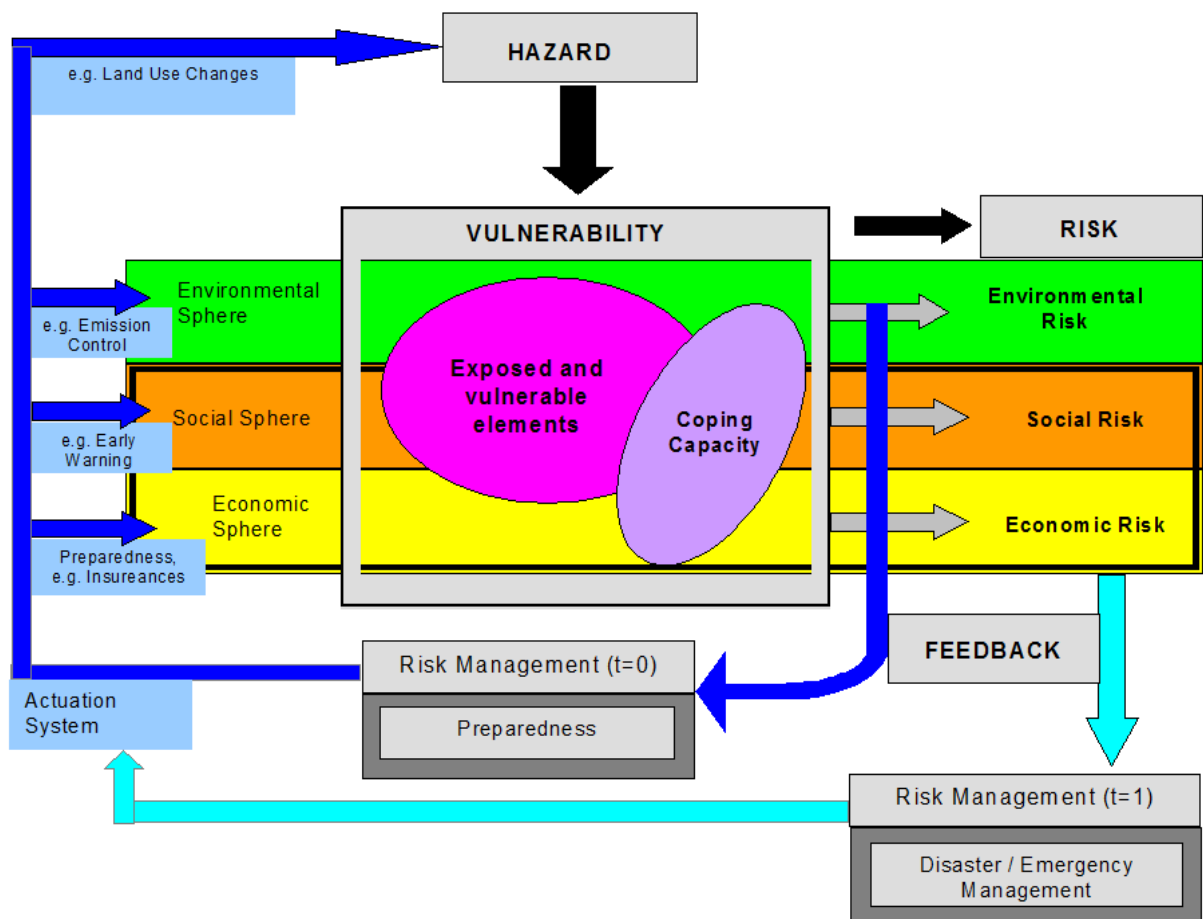 HAZARD
e.g. Land Use Changes
VULNERABILITY
RISK
Environmental
Sphere
e.g. Emission
Control
Exposed and
vulnerable
elements
Coping
Capacity
Environmental
Risk
Social Sphere
e.g. Early
Warning
Social Risk
Economic
Sphere
Preparedness,
e.g. Insureances
Economic Risk
FEEDBACK
Risk Management (t=0)
Preparedness
Actuation
System
Risk Management (t=1)
Disaster / Emergency
Management